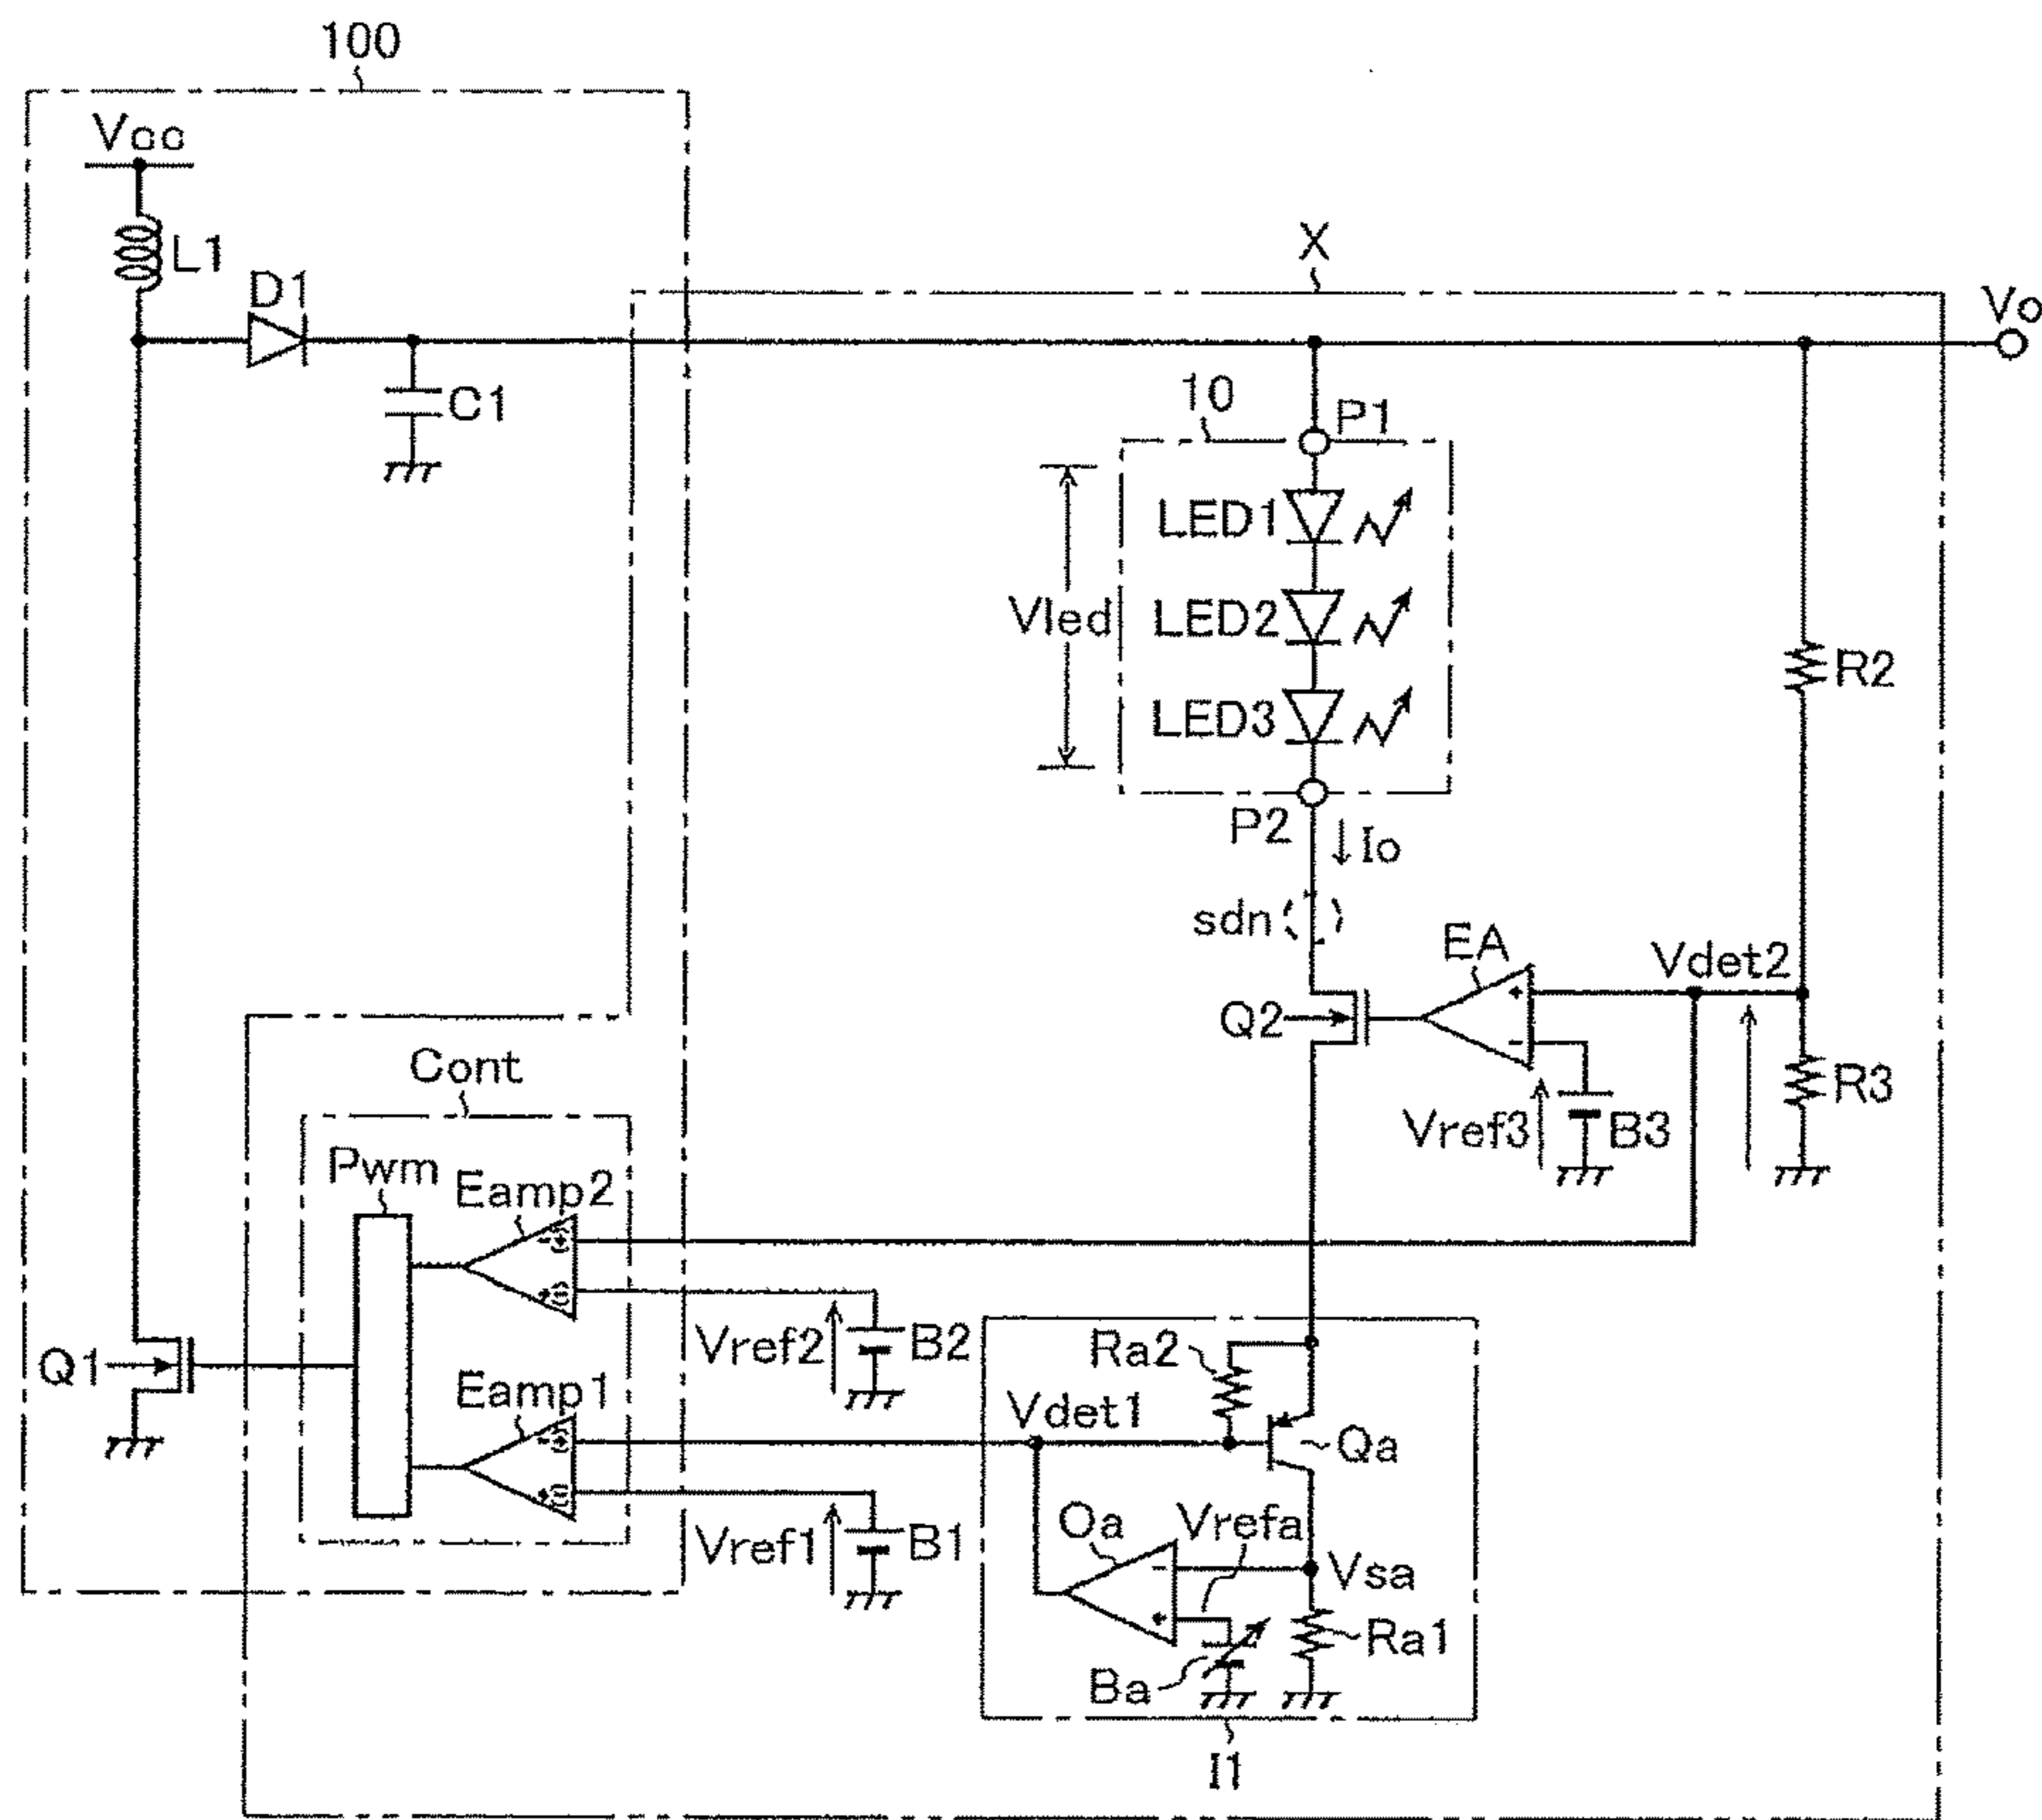 100
Vcc
L1
D1
C1
X
Vo
10
P1
LED1
LED2
LED3
Vled
P2
Io
sdn
R2
EA
Vdet2
Q2
Vref3
B3
R3
Cont
Pwm
Eamp2
Vref2
B2
Q1
Eamp1
Vref1
B1
Ra2
Vdet1
Qa
Oa
Vrefa
Vsa
Ra1
Ba
I1